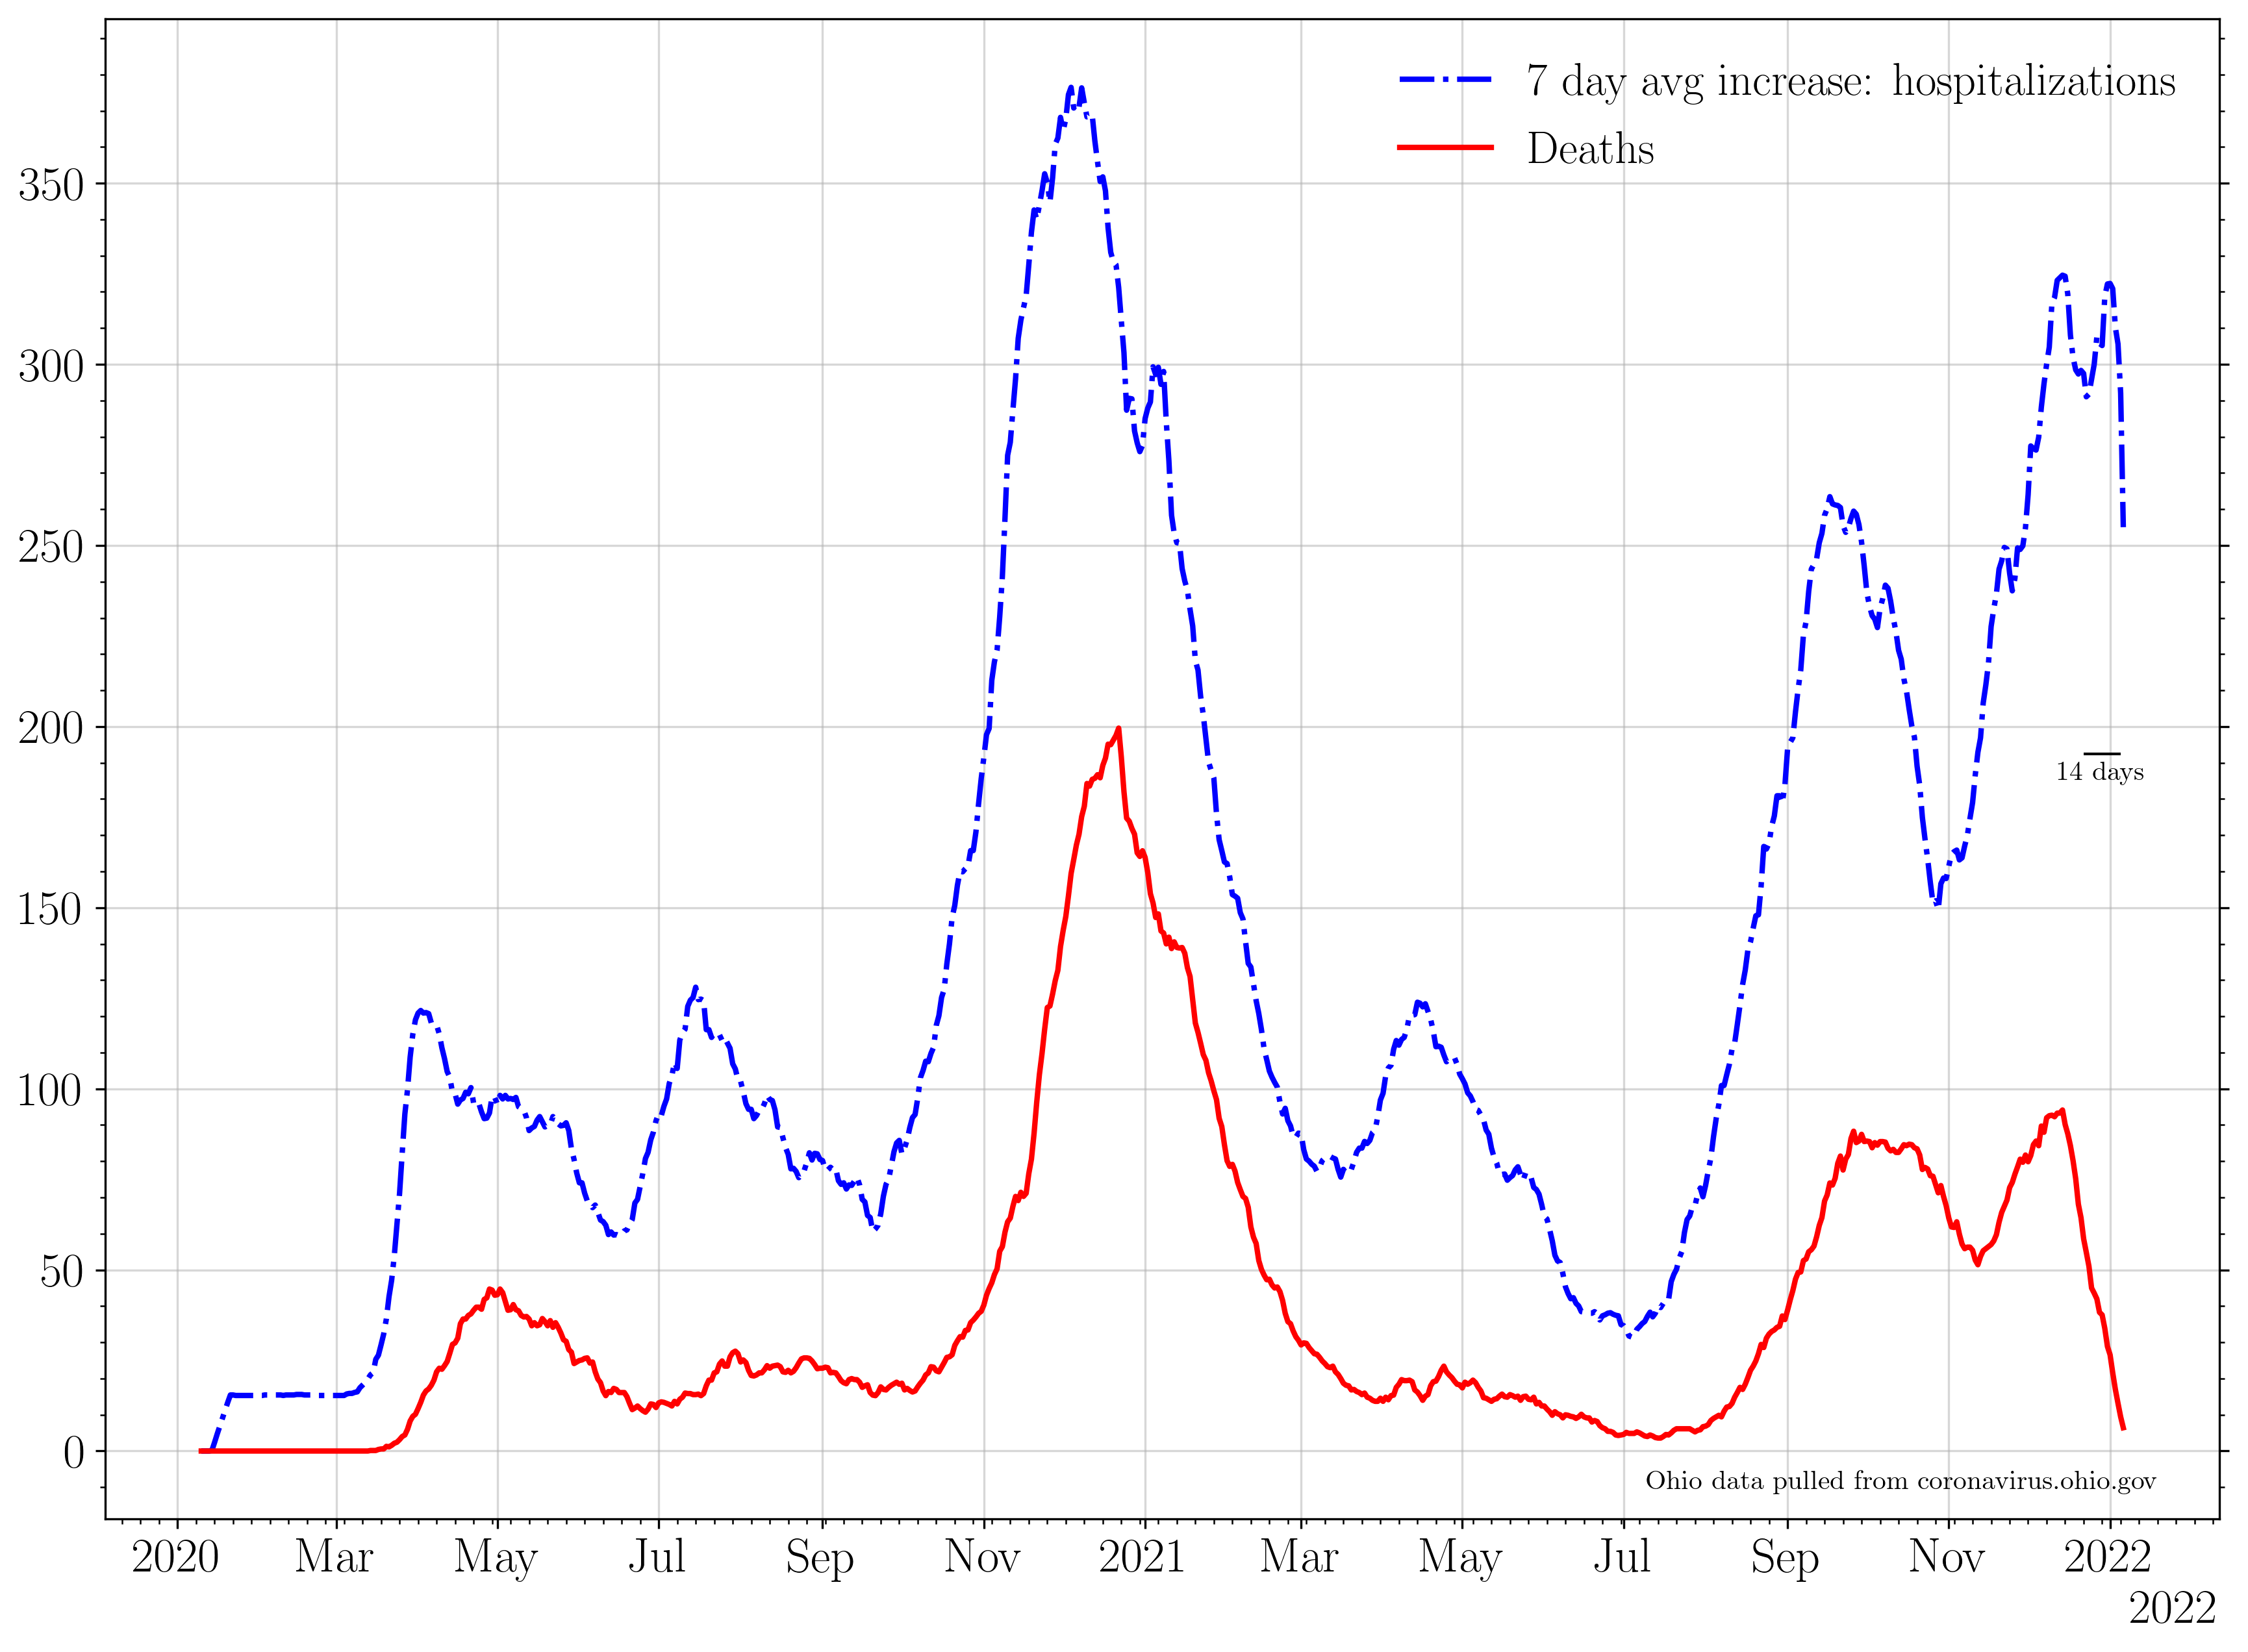 7 day avg increase: hospitalizations
Deaths
350
300
250
200
150
100
50
0
14 days
Ohio data pulled from coronavirus.ohio.gov
2020 Mar May Jul Sep Nov 2021 Mar May Jul Sep Nov 2022
2022